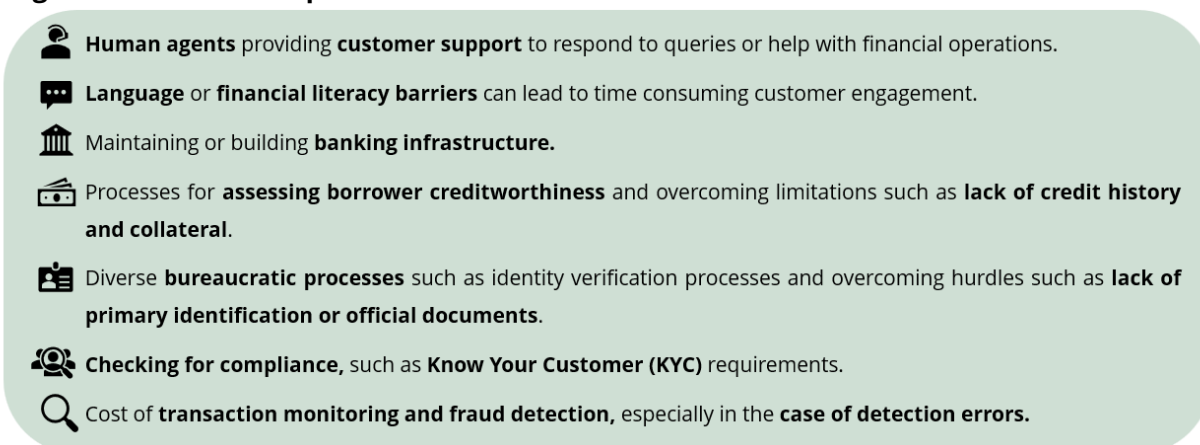 Human agents providing customer support to respond to queries or help with financial operations.
Language or financial literacy barriers can lead to time consuming customer engagement.
Maintaining or building banking infrastructure.
Processes for assessing borrower creditworthiness and overcoming limitations such as lack of credit history
and collateral.
Diverse bureaucratic processes such as identity verification processes and overcoming hurdles such as lack of
primary identification or official documents.
Checking for compliance, such as Know Your Customer (KYC) requirements.
Cost of transaction monitoring and fraud detection, especially in the case of detection errors.